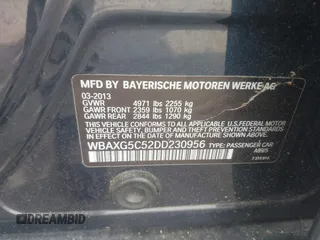 MFD BY BAYERISCHE MOTOREN WERKE AG
03-2013
GVWR 4971 lbs 2255 kg
GAWR FRONT 2359 lbs 1070 kg
GAWR REAR 2844 lbs 1290 kg
THIS VEHICLE CONFORMS TO ALL APPLICABLE U.S. FEDERAL MOTOR VEHICLE SAFETY, BUMPER, AND THEFT PREVENTION STANDARDS IN EFFECT ON THE DATE OF MANUFACTURE SHOWN ABOVE.
WBAXG5C52DD230956 TYPE: PASSENGER CAR
DREAMBID